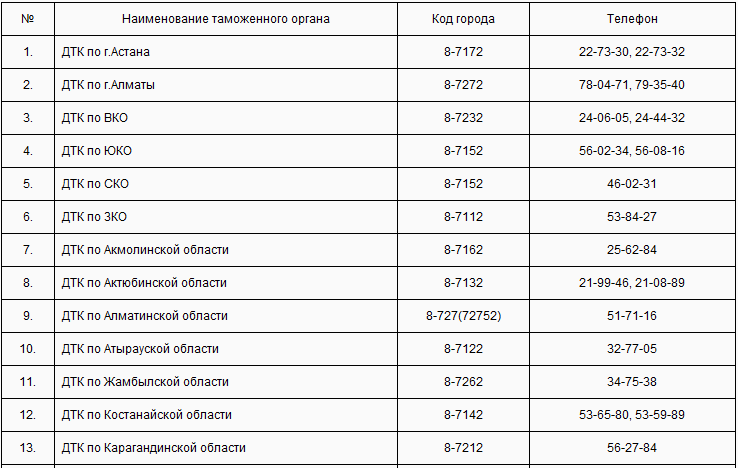 № Наименование таможенного органа Код города Телефон
1. ДТК по г.Астана 8-7172 22-73-30, 22-73-32
2. ДТК по г.Алматы 8-7272 78-04-71, 79-35-40
3. ДТК по ВКО 8-7232 24-06-05, 24-44-32
4. ДТК по ЮКО 8-7152 56-02-34, 56-08-16
5. ДТК по СКО 8-7152 46-02-31
6. ДТК по ЗКО 8-7112 53-84-27
7. ДТК по Акмолинской области 8-7162 25-62-84
8. ДТК по Актюбинской области 8-7132 21-99-46, 21-08-89
9. ДТК по Алматинской области 8-727(72752) 51-71-16
10. ДТК по Атырауской области 8-7122 32-77-05
11. ДТК по Жамбылской области 8-7262 34-75-38
12. ДТК по Костанайской области 8-7142 53-65-80, 53-59-89
13. ДТК по Карагандинской области 8-7212 56-27-84